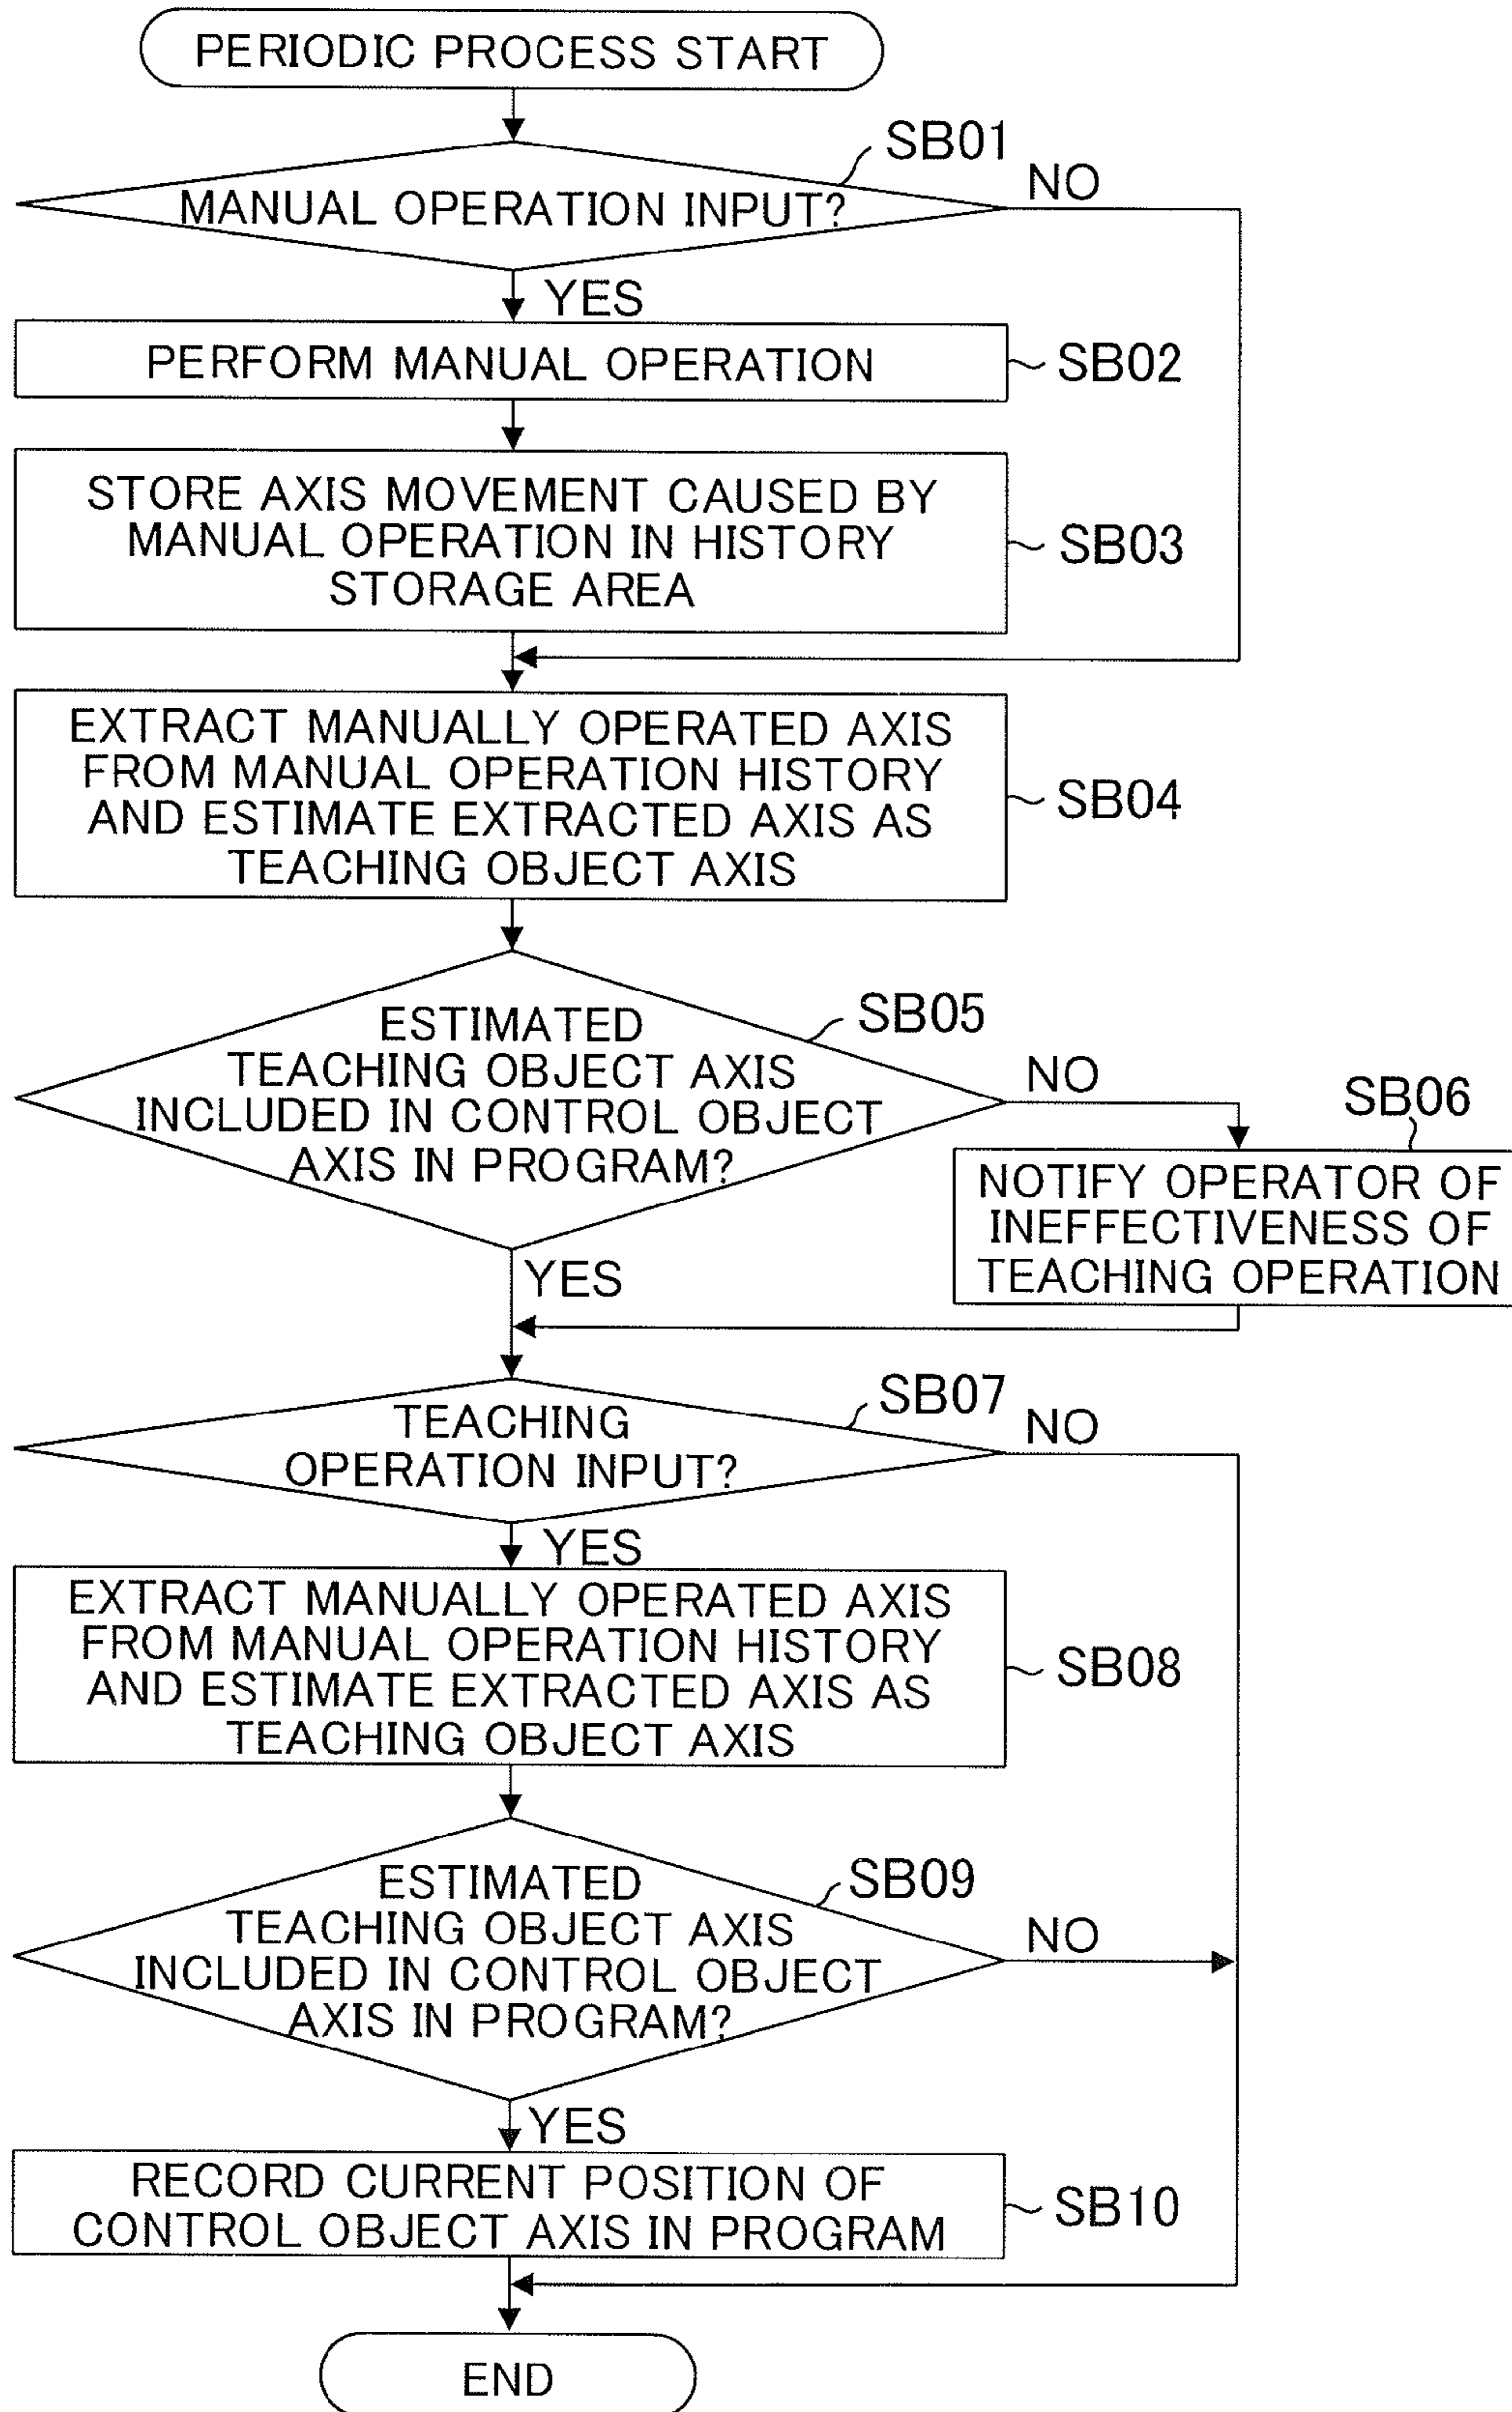 PERIODIC PROCESS START
SB01
MANUAL OPERATION INPUT?
NO
YES
PERFORM MANUAL OPERATION
SB02
STORE AXIS MOVEMENT CAUSED BY
MANUAL OPERATION IN HISTORY
STORAGE AREA
SB03
EXTRACT MANUALLY OPERATED AXIS
FROM MANUAL OPERATION HISTORY
AND ESTIMATE EXTRACTED AXIS AS
TEACHING OBJECT AXIS
SB04
SB05
ESTIMATED
TEACHING OBJECT AXIS
INCLUDED IN CONTROL OBJECT
AXIS IN PROGRAM?
NO
SB06
NOTIFY OPERATOR OF
INEFFECTIVENESS OF
TEACHING OPERATION
YES
SB07
TEACHING
OPERATION INPUT?
NO
YES
EXTRACT MANUALLY OPERATED AXIS
FROM MANUAL OPERATION HISTORY
AND ESTIMATE EXTRACTED AXIS AS
TEACHING OBJECT AXIS
SB08
SB09
ESTIMATED
TEACHING OBJECT AXIS
INCLUDED IN CONTROL OBJECT
AXIS IN PROGRAM?
NO
YES
RECORD CURRENT POSITION OF
CONTROL OBJECT AXIS IN PROGRAM
SB10
END